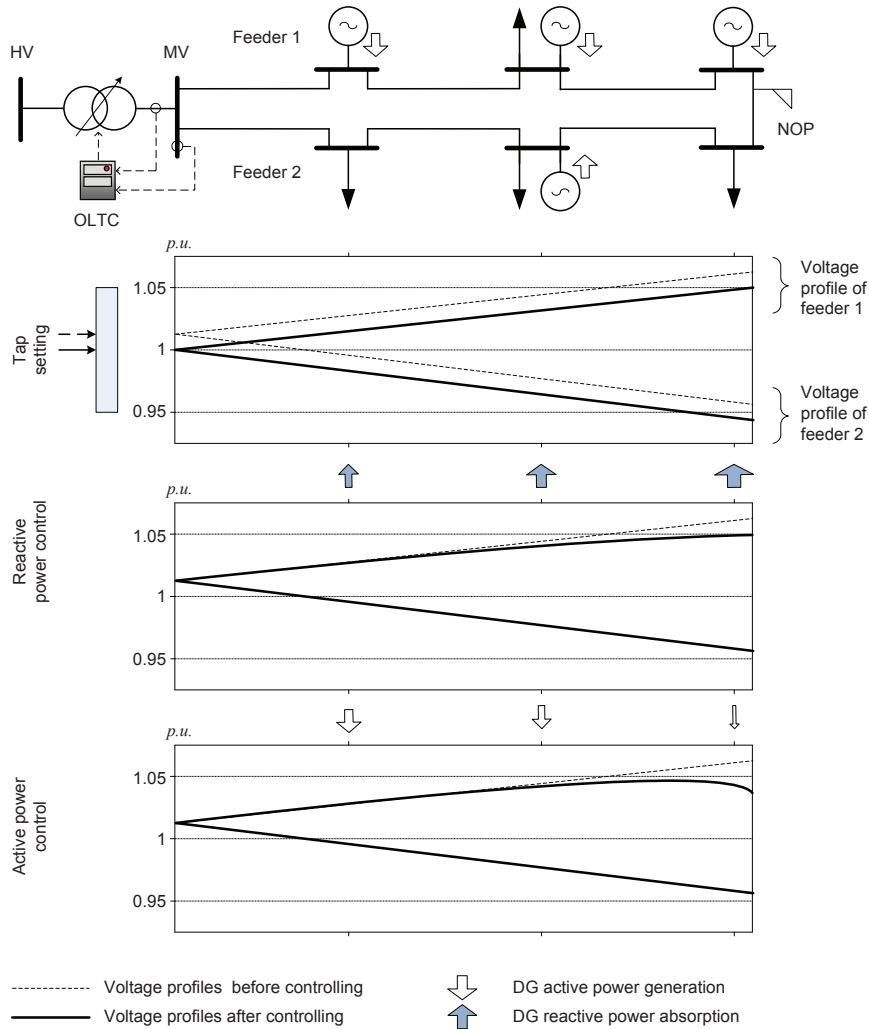 Feeder 1
HV
MV
NOP
Feeder 2
OLTC
p.u.
1.05
1
0.95
Tap
setting
Voltage
profile of
feeder 1
Voltage
profile of
feeder 2
p.u.
1.05
1
0.95
Reactive
power control
p.u.
1.05
1
0.95
Active power
control
Voltage profiles before controlling
DG active power generation
Voltage profiles after controlling
DG reactive power absorption